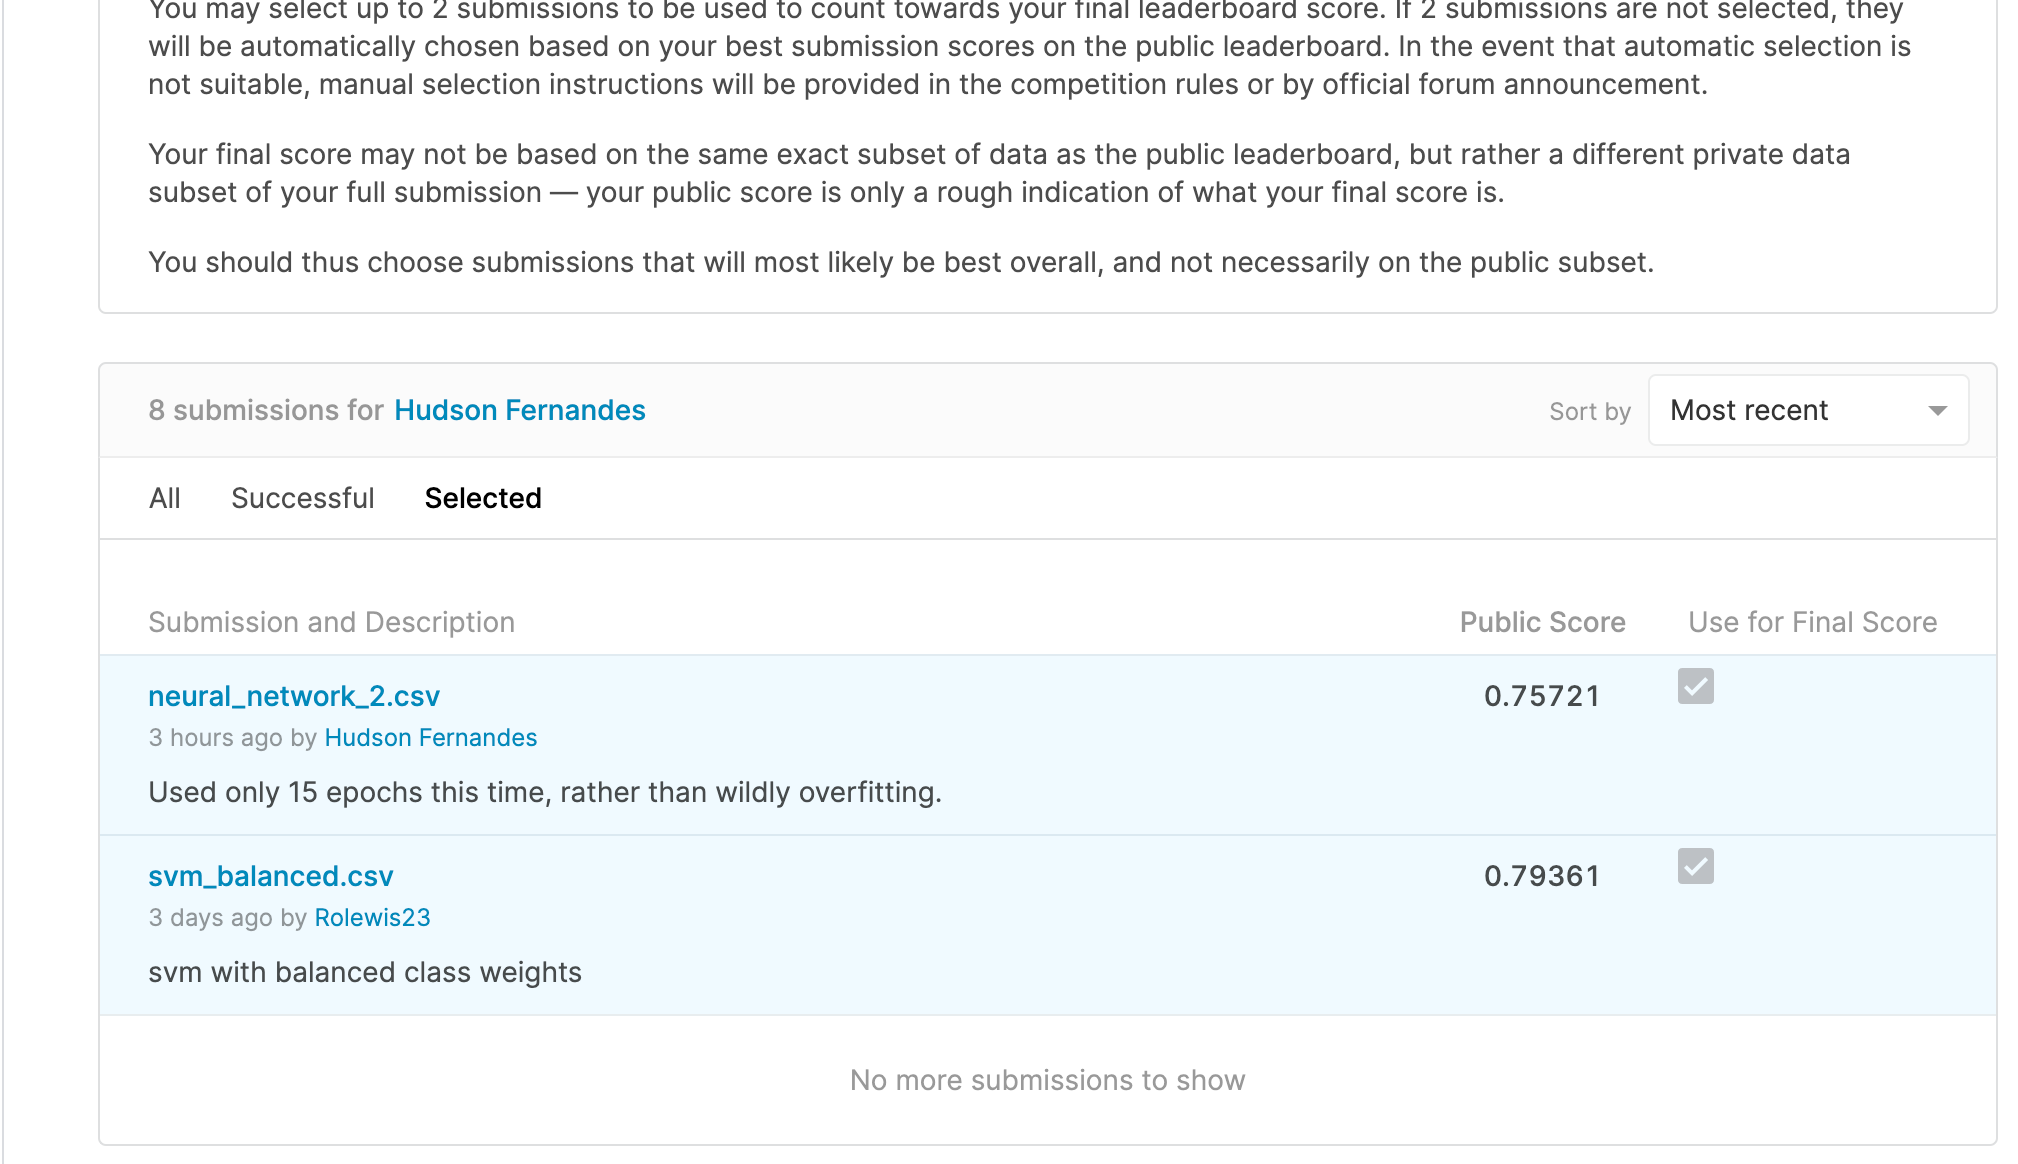 You may select up to 2 submissions to be used to count towards your final leaderboard score. If 2 submissions are not selected, they
will be automatically chosen based on your best submission scores on the public leaderboard. In the event that automatic selection is
not suitable, manual selection instructions will be provided in the competition rules or by official forum announcement.
Your final score may not be based on the same exact subset of data as the public leaderboard, but rather a different private data
subset of your full submission — your public score is only a rough indication of what your final score is.
You should thus choose submissions that will most likely be best overall, and not necessarily on the public subset.
8 submissions for Hudson Fernandes Sort by Most recent
All Successful Selected
Submission and Description Public Score Use for Final Score
neural_network_2.csv 0.75721
3 hours ago by Hudson Fernandes
Used only 15 epochs this time, rather than wildly overfitting.
svm_balanced.csv 0.79361
3 days ago by Rolewis23
svm with balanced class weights
No more submissions to show